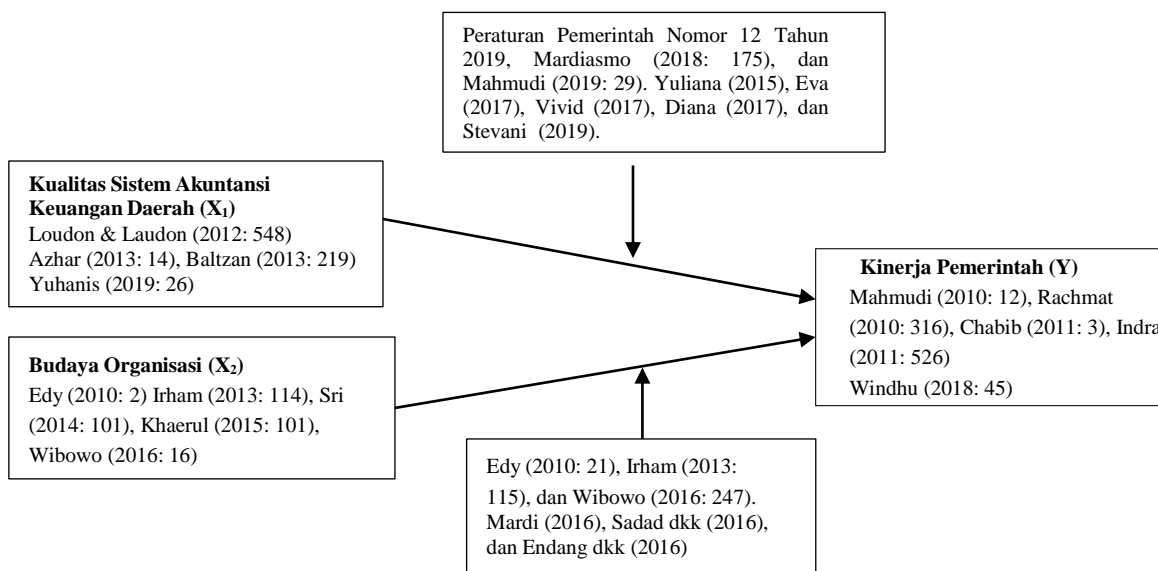 Peraturan Pemerintah Nomor 12 Tahun
2019, Mardiasmo (2018: 175), dan
Mahmudi (2019: 29). Yuliana (2015), Eva
(2017), Vivid (2017), Diana (2017), dan
Stevani (2019).
Kualitas Sistem Akuntansi
Keuangan Daerah (X₁)
Loudon & Laudon (2012: 548)
Azhar (2013: 14), Baltzan (2013: 219)
Yuhanis (2019: 26)
Kinerja Pemerintah (Y)
Mahmudi (2010: 12), Rachmat
(2010: 316), Chabib (2011: 3), Indra
(2011: 526)
Windhu (2018: 45)
Budaya Organisasi (X₂)
Edy (2010: 2) Irham (2013: 114), Sri
(2014: 101), Khaerul (2015: 101),
Wibowo (2016: 16)
Edy (2010: 21), Irham (2013:
115), dan Wibowo (2016: 247).
Mardi (2016), Sadad dkk (2016),
dan Endang dkk (2016)